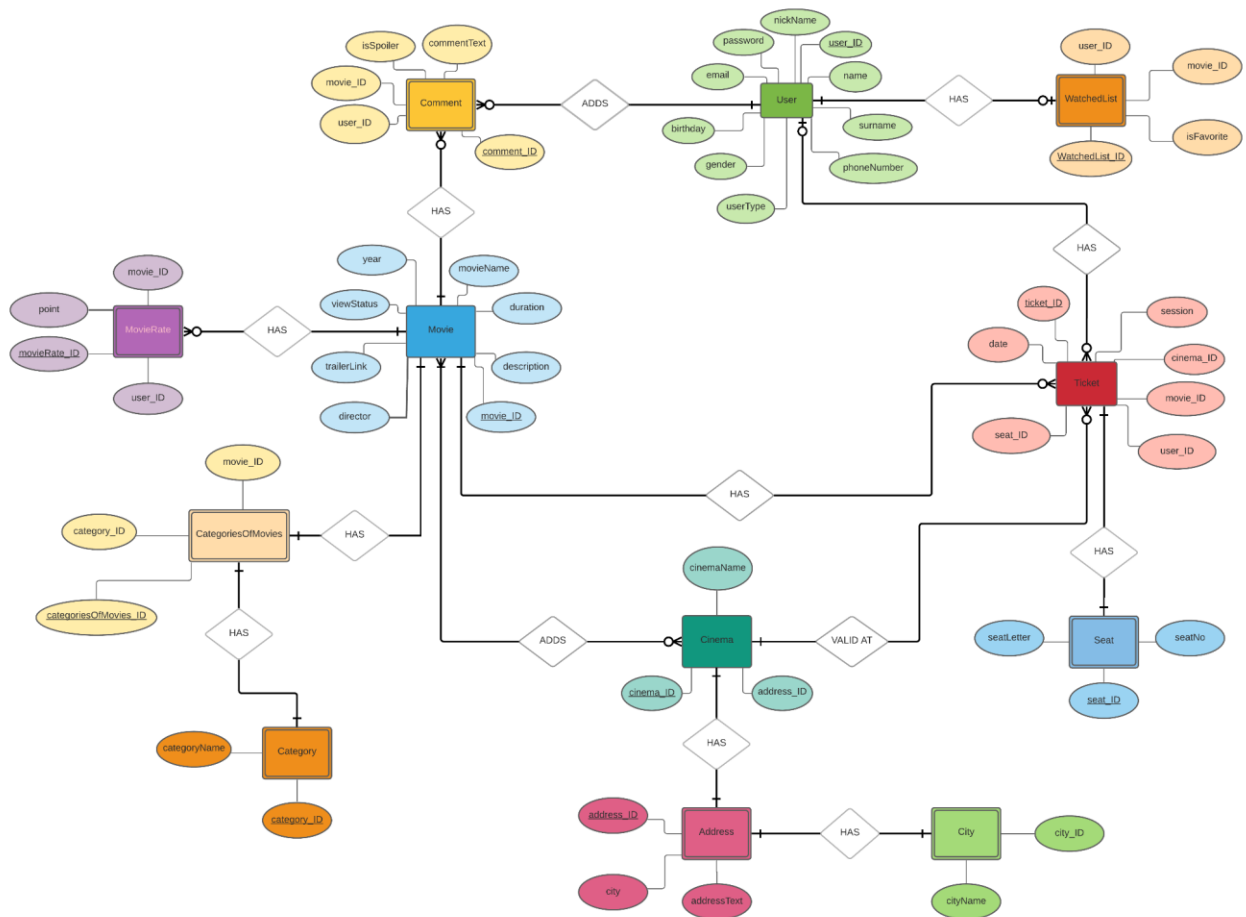 nickName
isSpoiler
commentText
password
user_ID
user_ID
movie_ID
email
name
movie_ID
Comment
ADDS
User
HAS
WatchedList
user_ID
birthday
surname
isFavorite
comment_ID
gender
phoneNumber
WatchedList_ID
userType
HAS
HAS
year
movieName
movie_ID
ticket_ID
session
point
viewStatus
duration
MovieRate
HAS
Movie
date
cinema_ID
movieRate_ID
trailerLink
description
Ticket
movie_ID
user_ID
director
movie_ID
seat_ID
user_ID
movie_ID
HAS
category_ID
CategoriesOfMovies
HAS
HAS
cinemaName
categoriesOfMovies_ID
HAS
ADDS
Cinema
VALID AT
seatLetter
Seat
seatNo
cinema_ID
address_ID
seat_ID
categoryName
Category
HAS
category_ID
address_ID
Address
HAS
City
city_ID
city
addressText
cityName